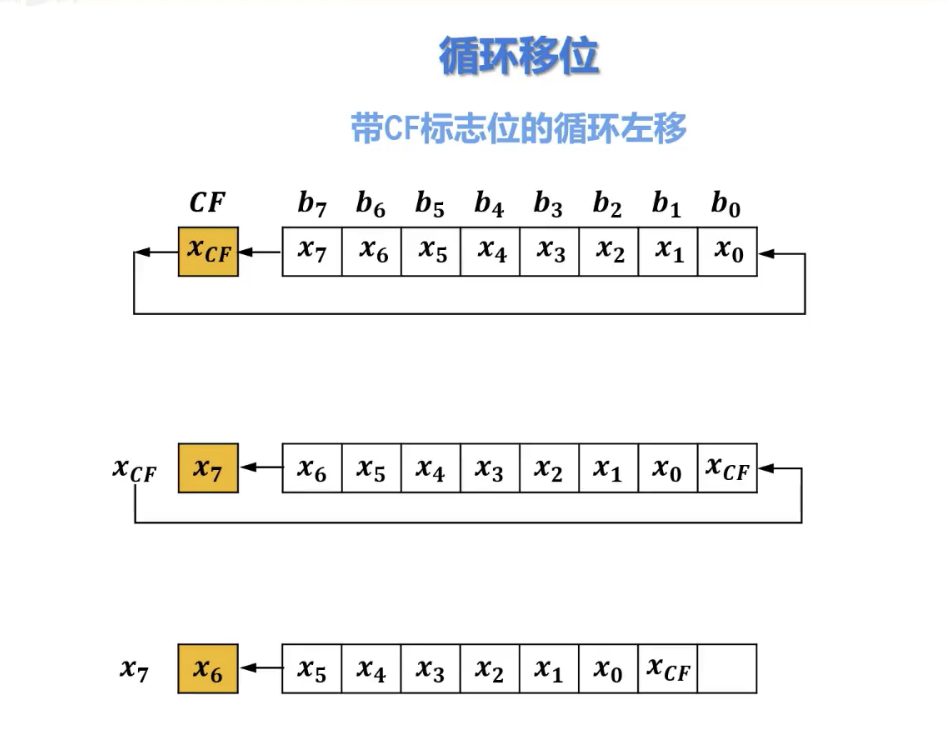 循环移位
带CF标志位的循环左移
CF b₇ b₆ b₅ b₄ b₃ b₂ b₁ b₀
x_CF x₇ x₆ x₅ x₄ x₃ x₂ x₁ x₀
x_CF x₇ x₆ x₅ x₄ x₃ x₂ x₁ x₀ x_CF
x₇ x₆ x₅ x₄ x₃ x₂ x₁ x₀ x_CF